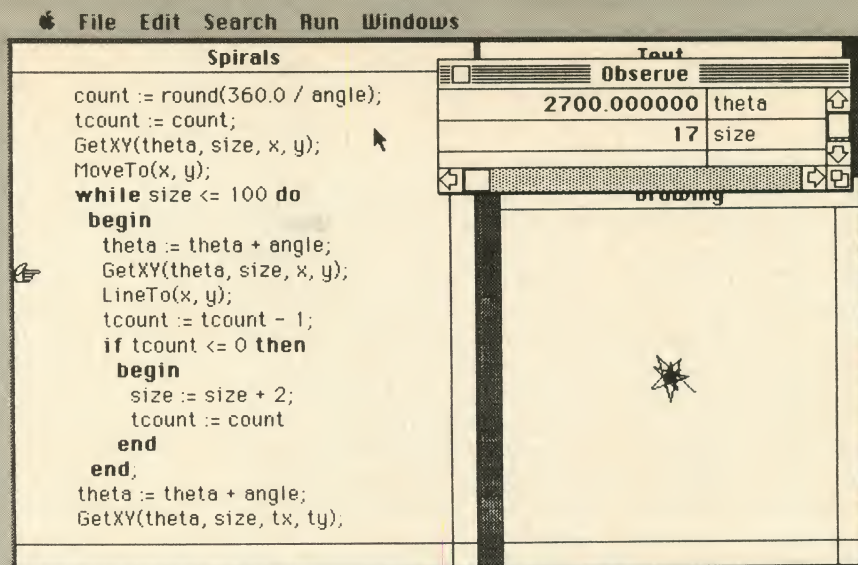 File Edit Search Run Windows
Spirals
count := round(360.0 / angle);
tcount := count;
GetXY(theta, size, x, y);
MoveTo(x, y);
while size <= 100 do
begin
theta := theta + angle;
GetXY(theta, size, x, y);
LineTo(x, y);
tcount := tcount - 1;
if tcount <= 0 then
begin
size := size + 2;
tcount := count
end
end;
theta := theta + angle;
GetXY(theta, size, tx, ty);
Text
Observe
2700.000000 theta
17 size
Drawing